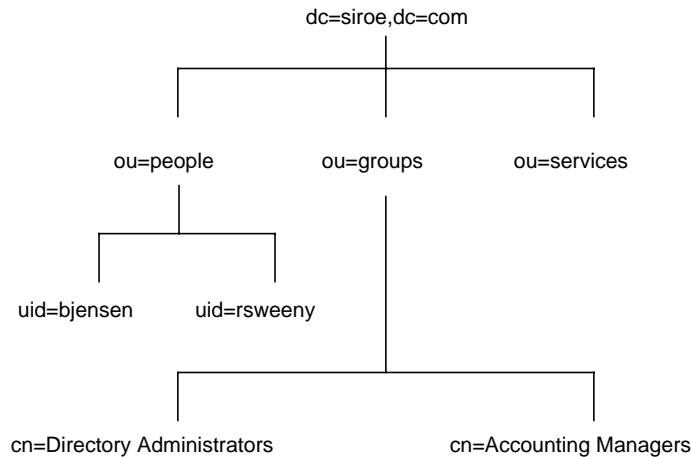 dc=siroe,dc=com
ou=people
ou=groups
ou=services
uid=bjensen
uid=rsweeny
cn=Directory Administrators
cn=Accounting Managers